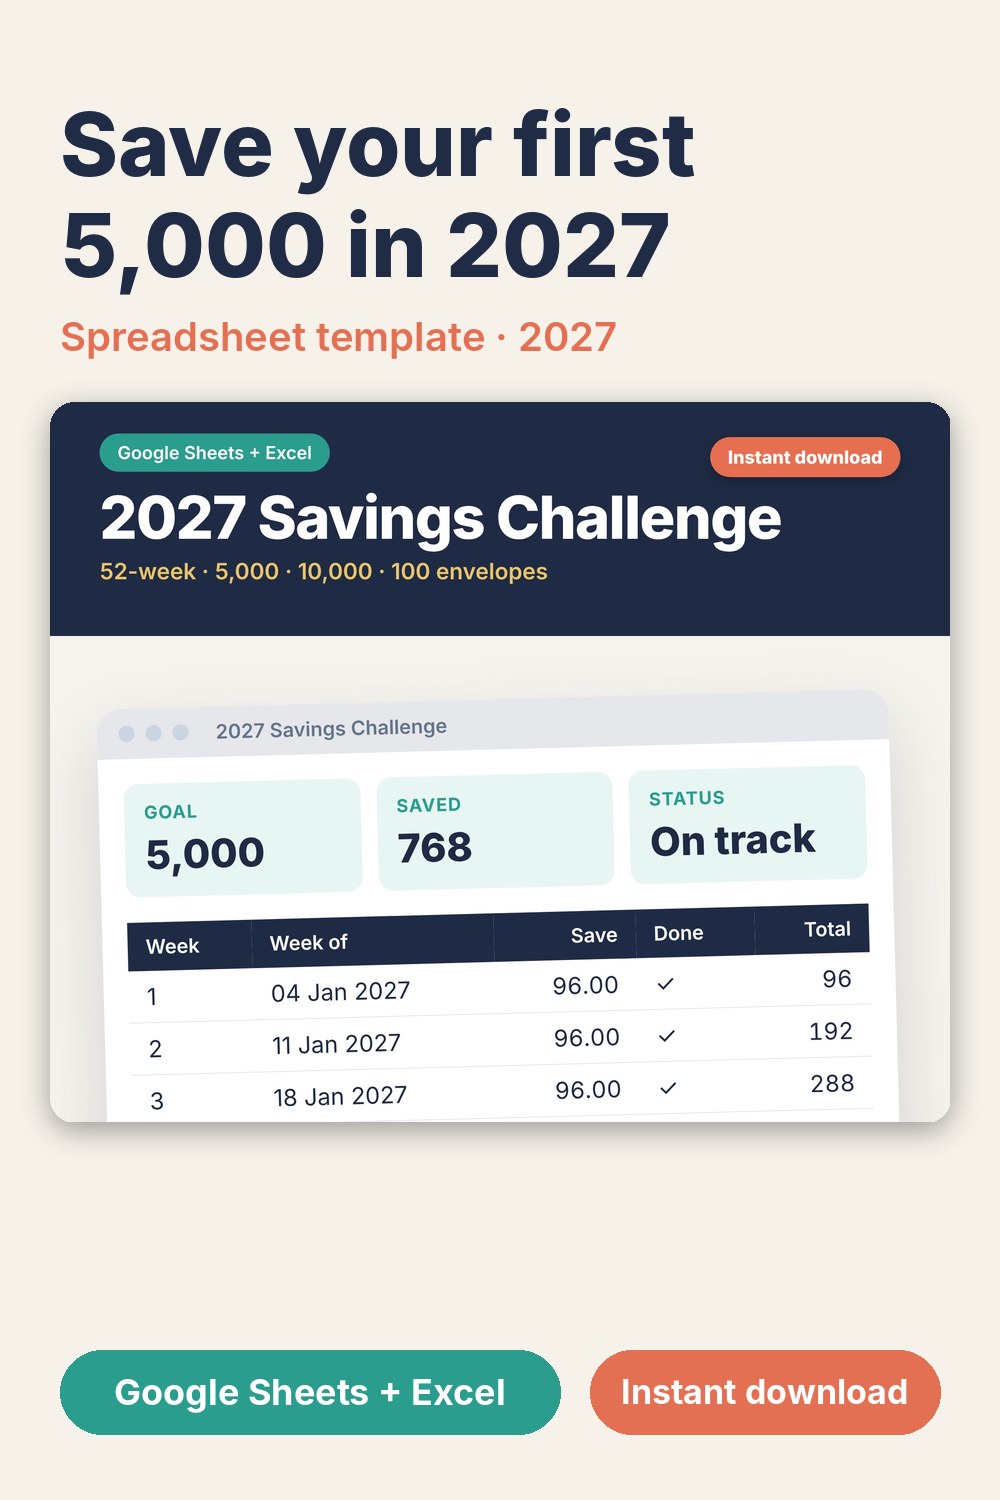 Save your first
5,000 in 2027
Spreadsheet template · 2027
Google Sheets + Excel
Instant download
2027 Savings Challenge
52-week · 5,000 · 10,000 · 100 envelopes
2027 Savings Challenge
GOAL
5,000
SAVED
768
STATUS
On track
Week Week of Save Done Total
1 04 Jan 2027 96.00 ✓ 96
2 11 Jan 2027 96.00 ✓ 192
3 18 Jan 2027 96.00 ✓ 288
Google Sheets + Excel
Instant download